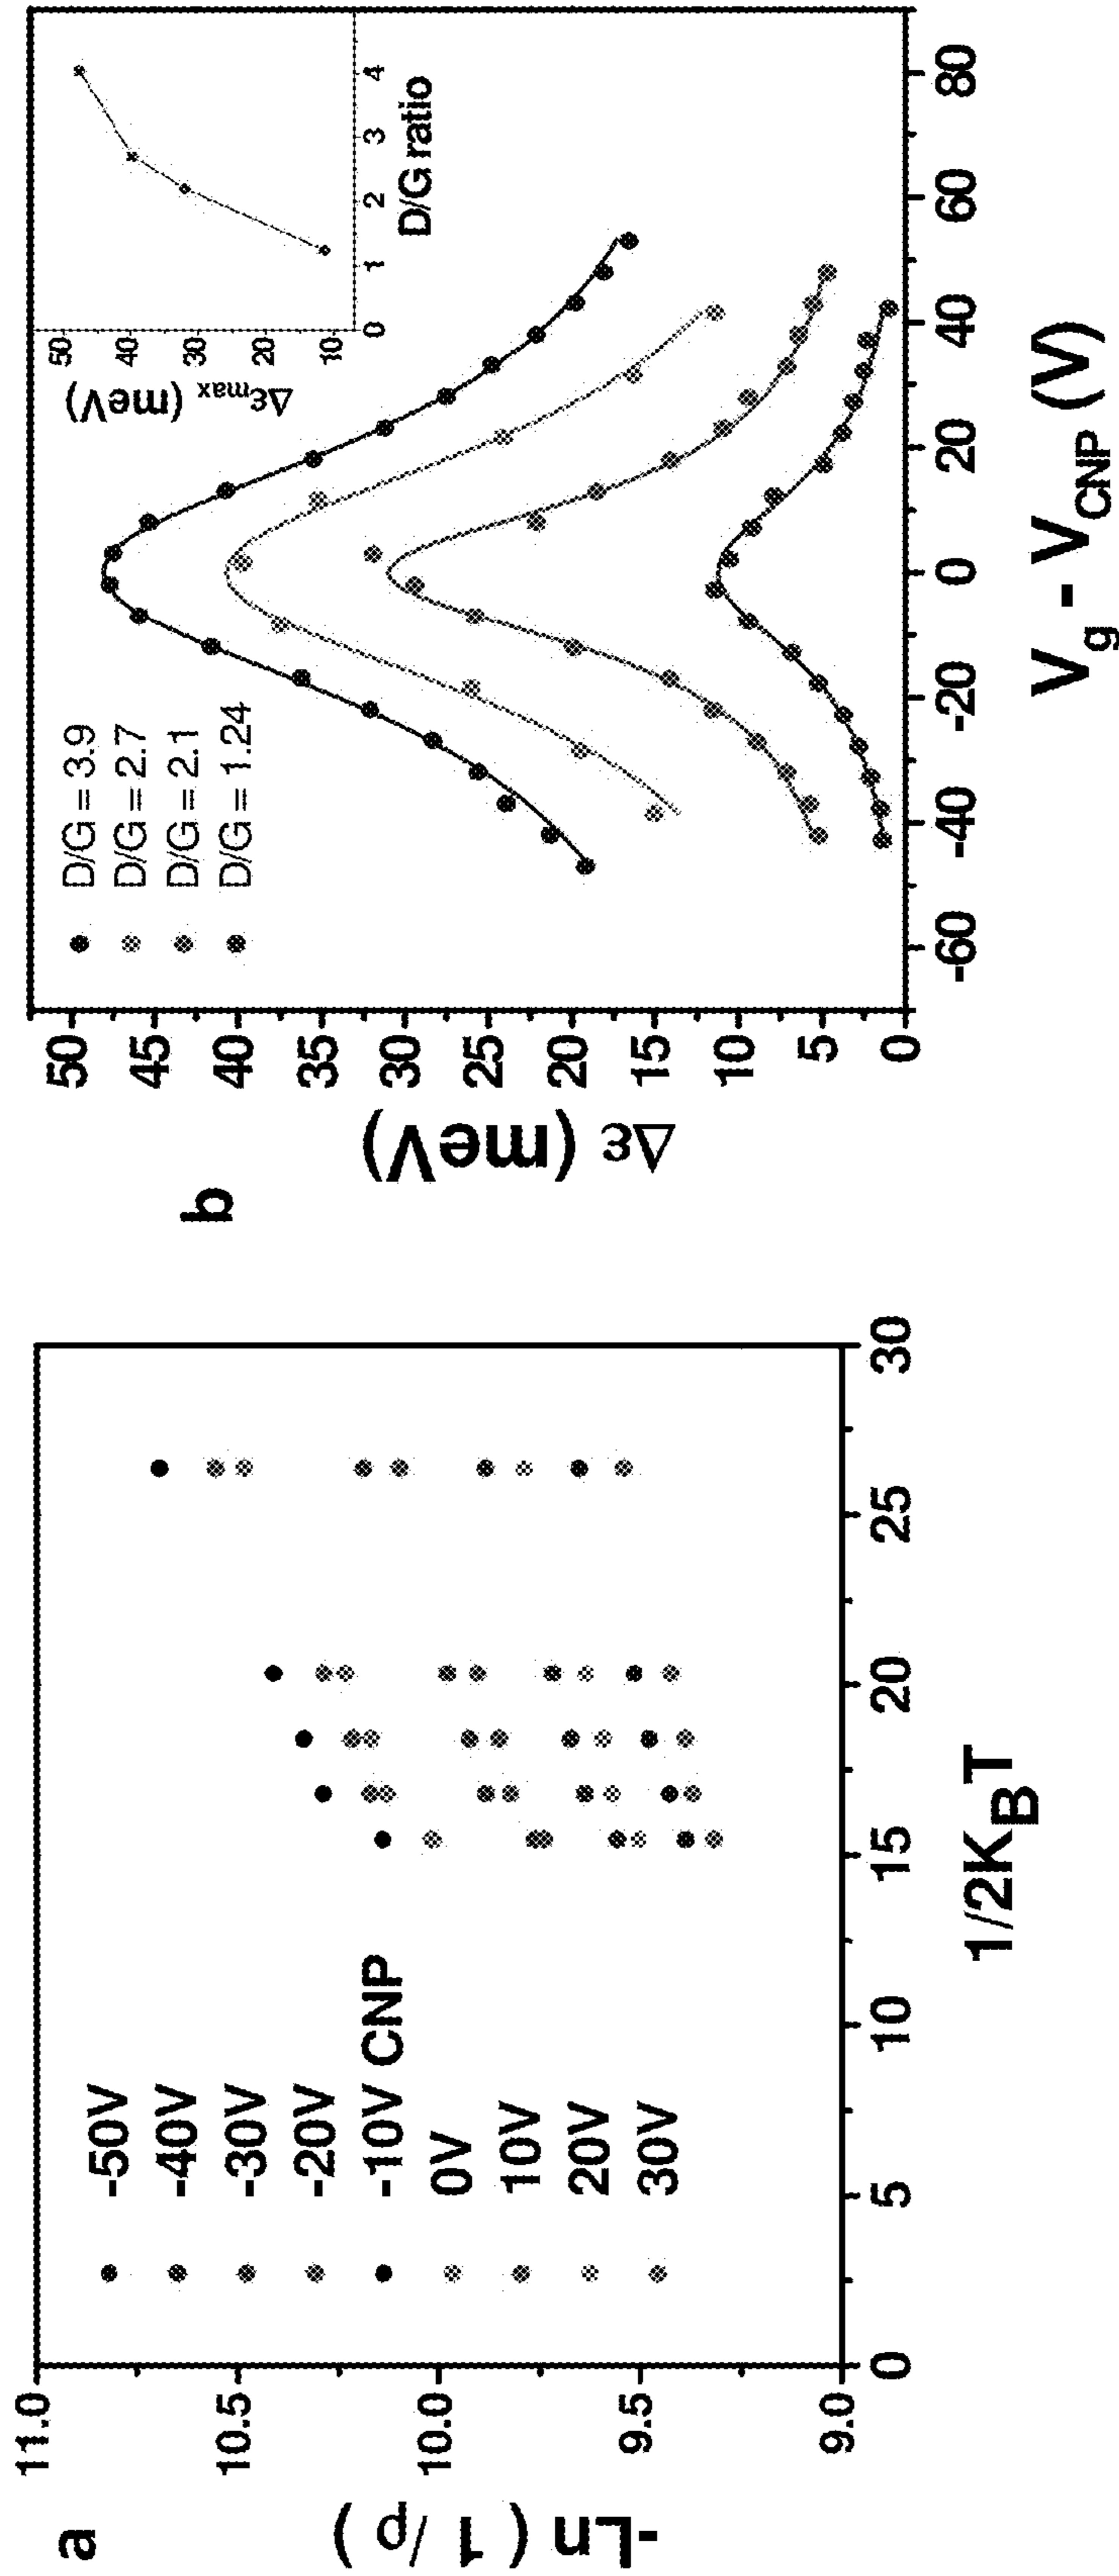 a
-Ln ( 1/ρ )
11.0
10.5
10.0
9.5
9.0
-50V
-40V
-30V
-20V
-10V CNP
0V
10V
20V
30V
0 5 10 15 20 25 30
1/2K_BT
b
Δε (meV)
50
45
40
35
30
25
20
15
10
5
0
D/G = 3.9
D/G = 2.7
D/G = 2.1
D/G = 1.24
-60 -40 -20 0 20 40 60 80
V_g - V_CNP (V)
Δε_max (meV)
50
40
30
20
10
0 1 2 3 4
D/G ratio